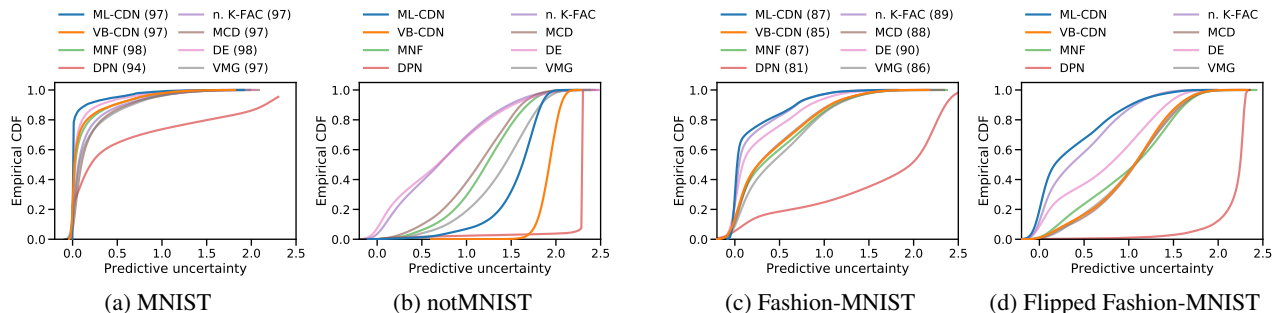 ML-CDN (97) n. K-FAC (97)
VB-CDN (97) MCD (97)
MNF (98) DE (98)
DPN (94) VMG (97)
1.0
0.8
0.6
0.4
0.2
0.0
Empirical CDF
0.0 0.5 1.0 1.5 2.0 2.5
Predictive uncertainty
(a) MNIST
ML-CDN n. K-FAC
VB-CDN MCD
MNF DE
DPN VMG
1.0
0.8
0.6
0.4
0.2
0.0
Empirical CDF
0.0 0.5 1.0 1.5 2.0 2.5
Predictive uncertainty
(b) notMNIST
ML-CDN (87) n. K-FAC (89)
VB-CDN (85) MCD (88)
MNF (87) DE (90)
DPN (81) VMG (86)
1.0
0.8
0.6
0.4
0.2
0.0
Empirical CDF
0.0 0.5 1.0 1.5 2.0 2.5
Predictive uncertainty
(c) Fashion-MNIST
ML-CDN n. K-FAC
VB-CDN MCD
MNF DE
DPN VMG
1.0
0.8
0.6
0.4
0.2
0.0
Empirical CDF
0.0 0.5 1.0 1.5 2.0 2.5
Predictive uncertainty
(d) Flipped Fashion-MNIST